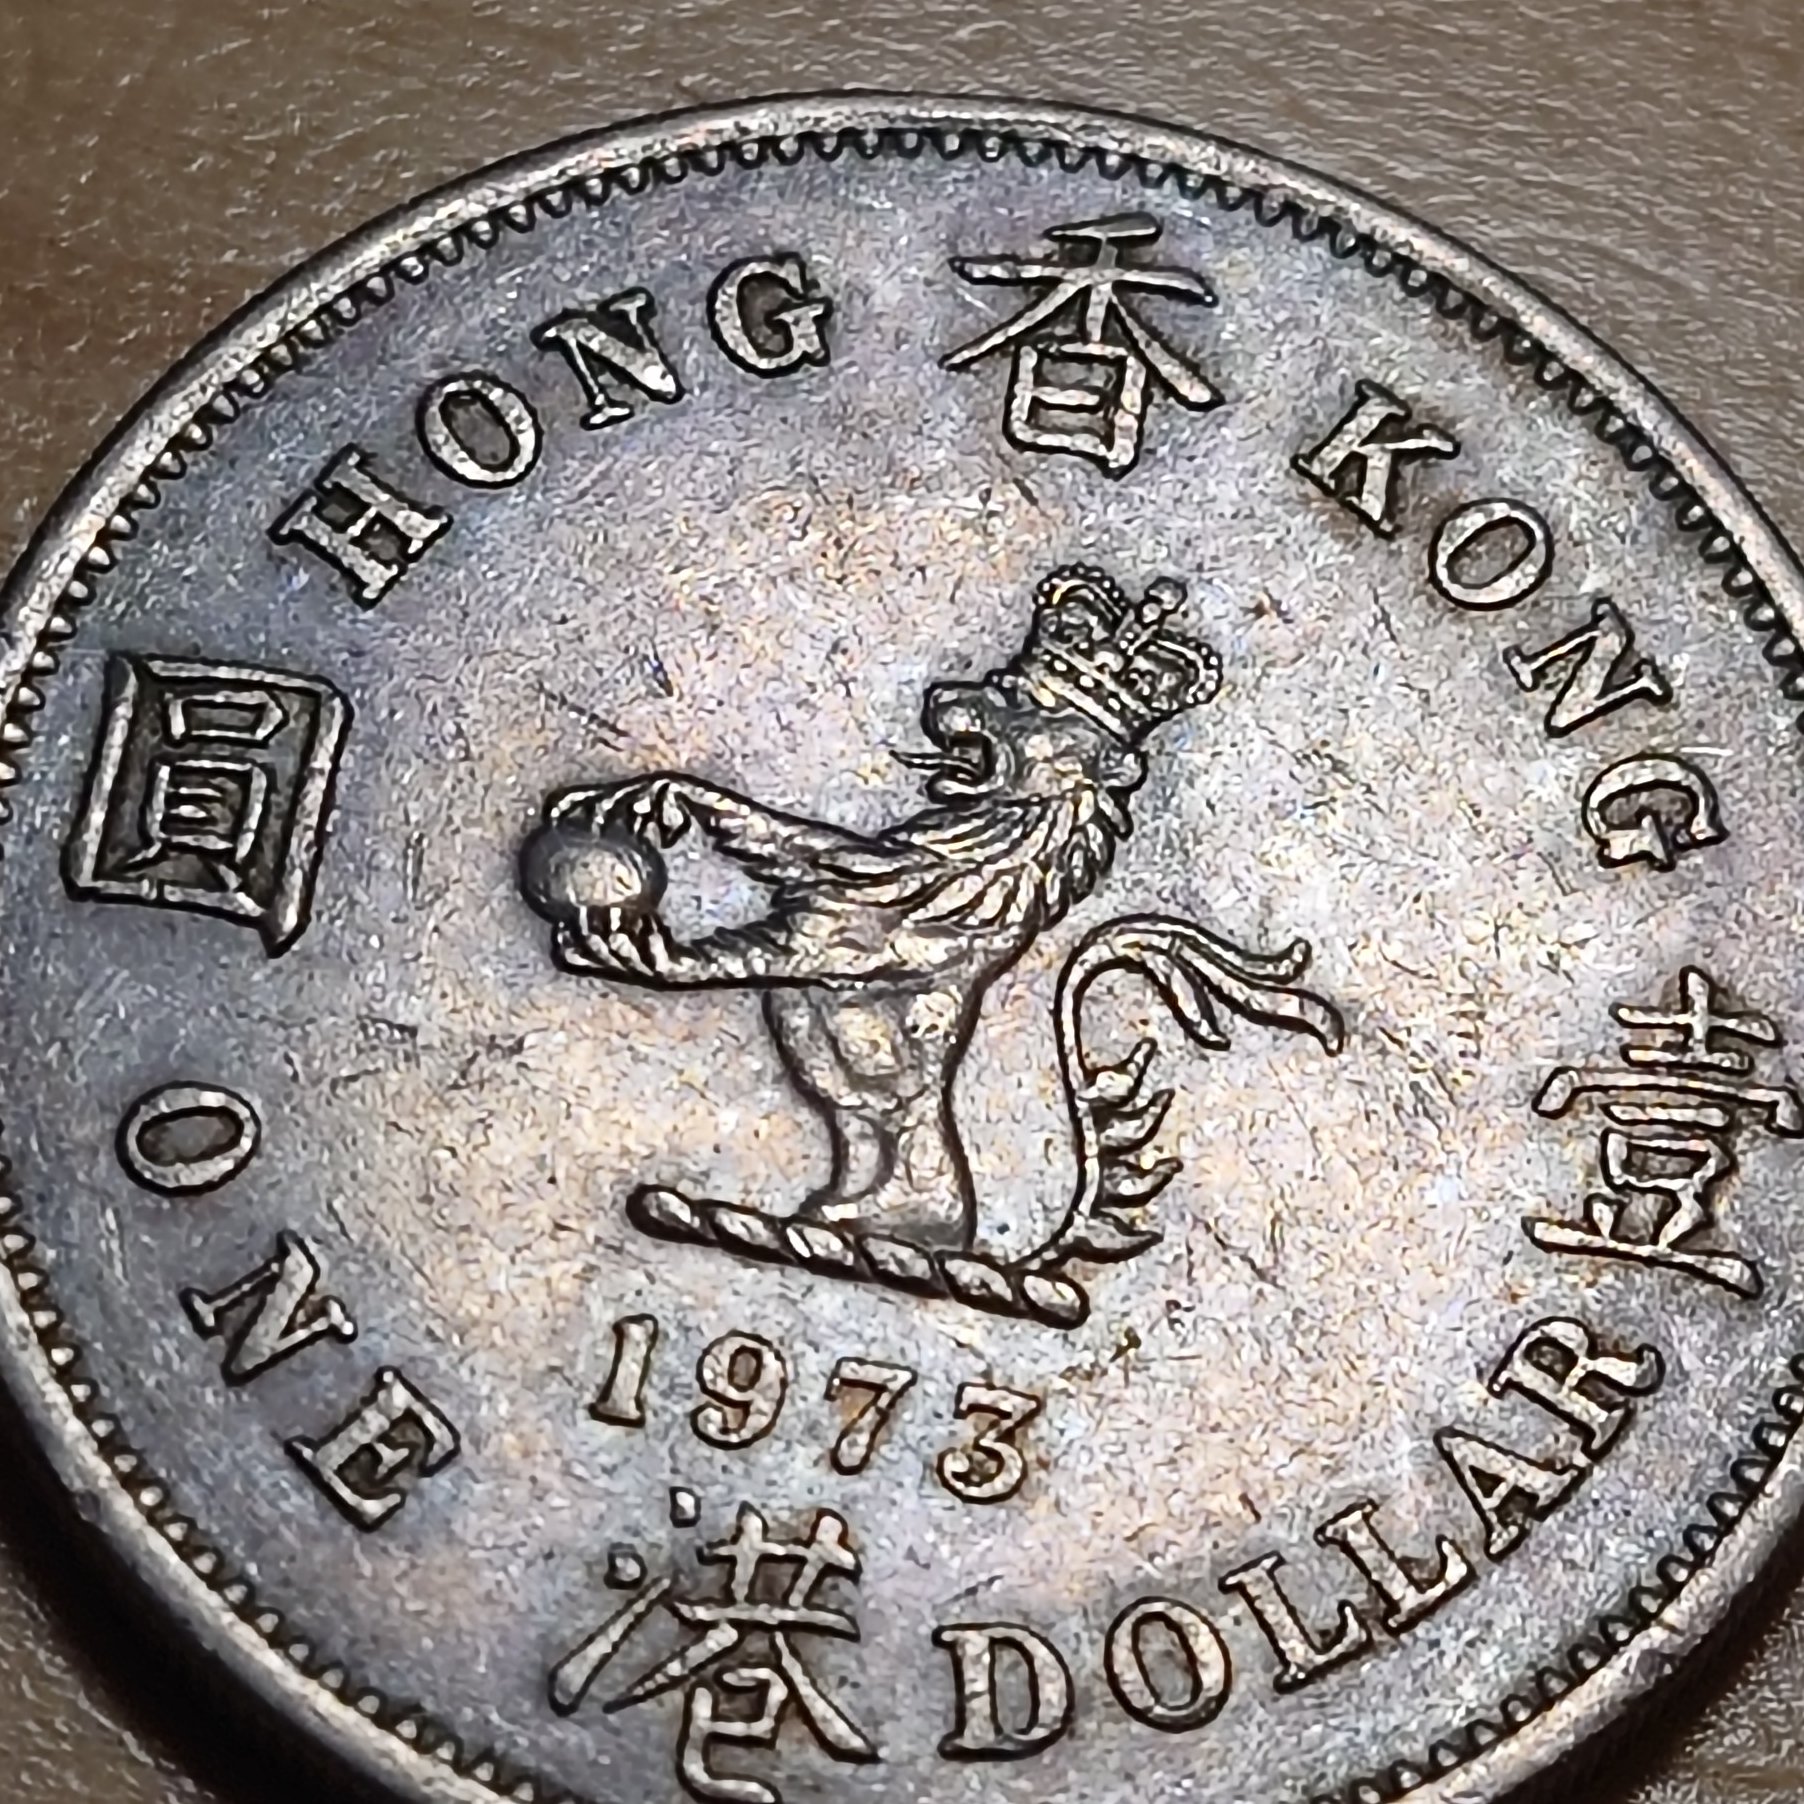 HONG KONG
ONE DOLLAR
香
港
壹
圓
1973